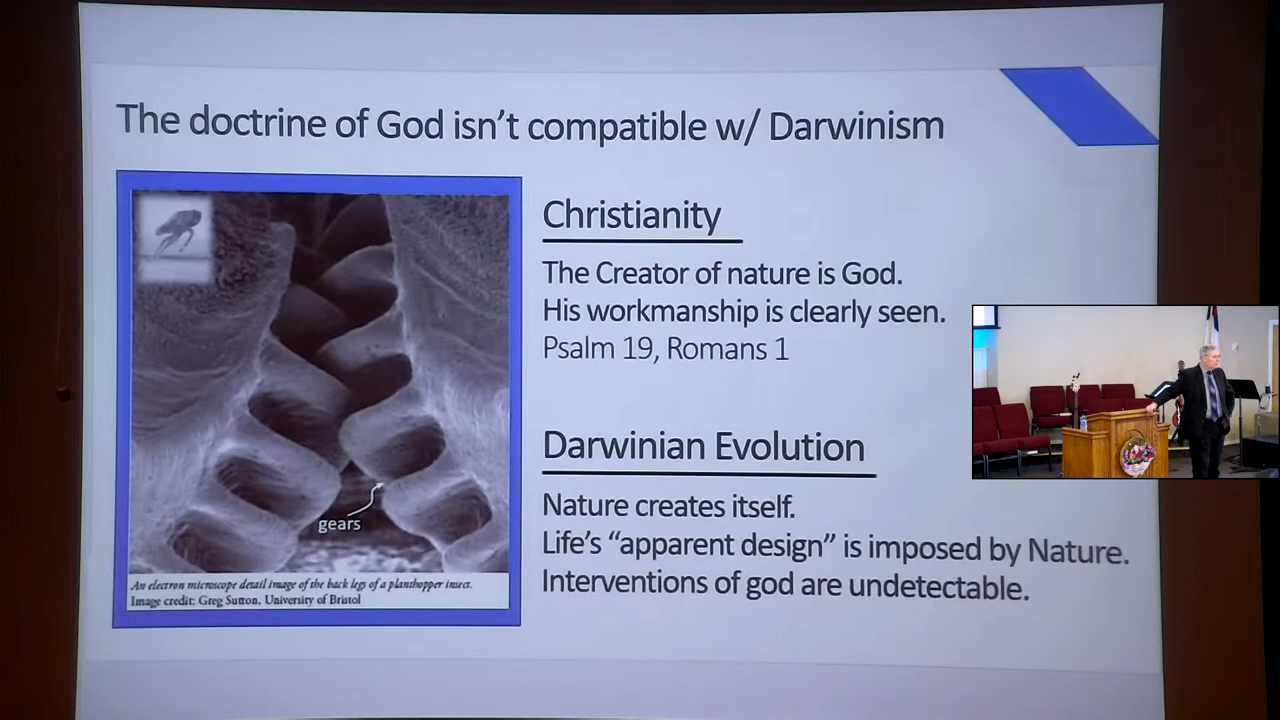 The doctrine of God isn't compatible w/ Darwinism
gears
An electron microscope detail image of the back legs of a planthopper insect.
Image credit: Greg Sutton, University of Bristol
Christianity
The Creator of nature is God.
His workmanship is clearly seen.
Psalm 19, Romans 1
Darwinian Evolution
Nature creates itself.
Life's “apparent design” is imposed by Nature.
Interventions of god are undetectable.